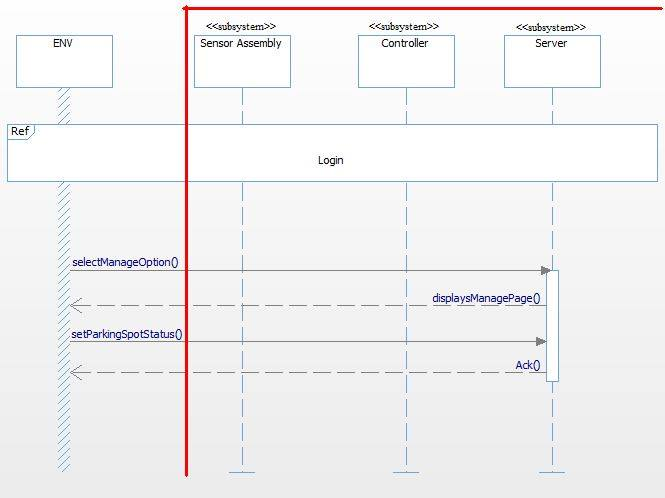 <<subsystem>> <<subsystem>> <<subsystem>>
ENV Sensor Assembly Controller Server
Ref
Login
selectManageOption()
displaysManagePage()
setParkingSpotStatus()
Ack()